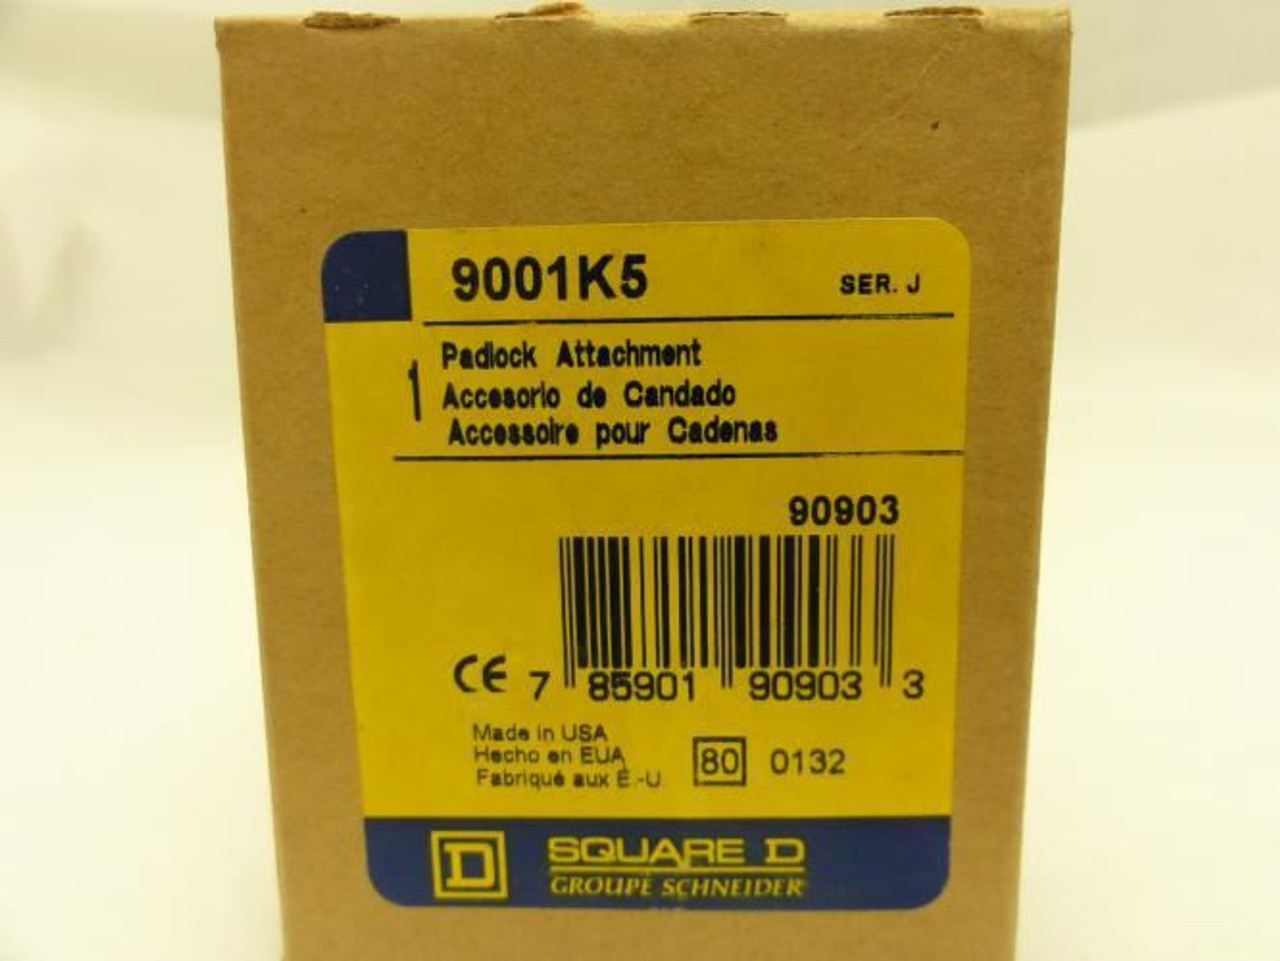 9001K5 SER. J
1
Padlock Attachment
Accesorio de Candado
Accessoire pour Cadenas
90903
CE
7 85901 90903 3
Made in USA
Hecho en EUA
Fabriqué aux É.-U.
80 0132
D SQUARE D
GROUPE SCHNEIDER